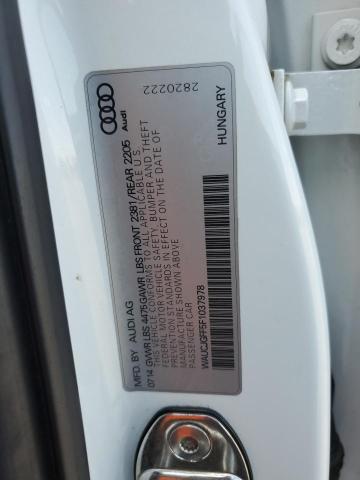 MFD. BY AUDI AG
07.14 GVWR LBS 4475 GAWR LBS FRONT 2381/REAR 2205
THIS VEHICLE CONFORMS TO ALL APPLICABLE U.S.
FEDERAL MOTOR VEHICLE SAFETY, BUMPER AND THEFT
PREVENTION STANDARDS IN EFFECT ON THE DATE OF
MANUFACTURE SHOWN ABOVE.
PASSENGER CAR
WAUCJGFF5F1037978
HUNGARY
Audi
2820222